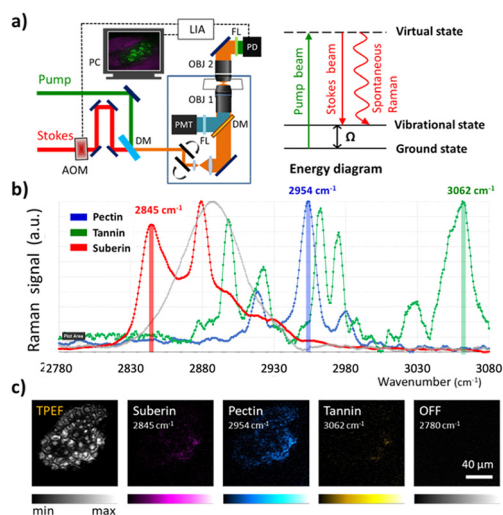 a)
LIA
FL
PD
PC
OBJ 2
OBJ 1
Pump
PMT
DM
FL
Stokes
DM
AOM
Virtual state
Pump beam
Stokes beam
Spontaneous Raman
Vibrational state
Ω
Ground state
Energy diagram
b)
2845 cm-1
2954 cm-1
3062 cm-1
Pectin
Tannin
Suberin
Raman signal (a.u.)
Plot Area
22780
2830
2880
2930
2980
3030
3080
Wavenumber (cm-1)
c)
TPEF
Suberin
2845 cm-1
Pectin
2954 cm-1
Tannin
3062 cm-1
OFF
2780 cm-1
40 µm
min max